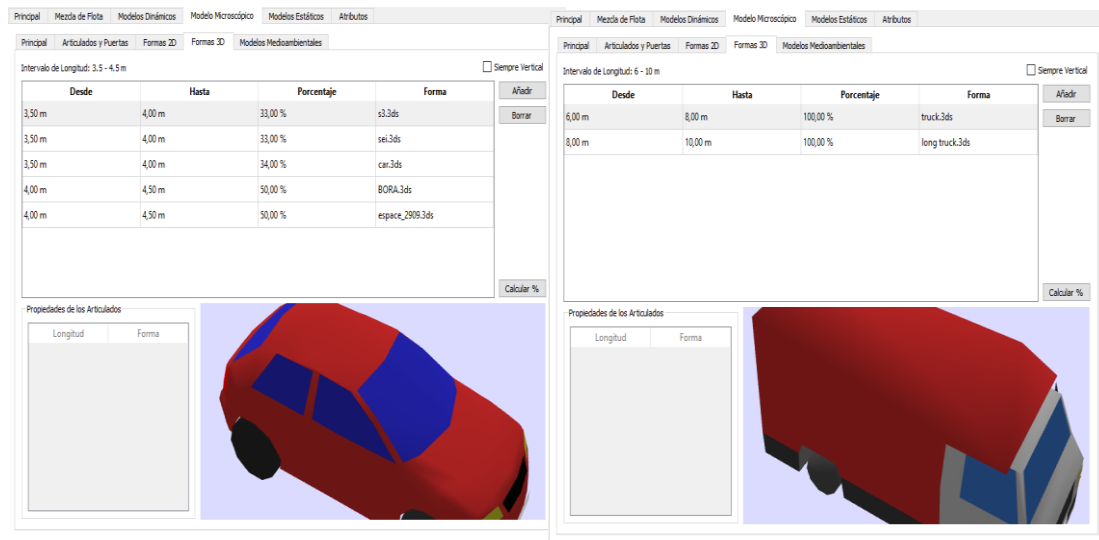 Principal Mezcla de Flota Modelos Dinámicos Modelo Microscópico Modelos Estáticos Atributos
Principal Articulados y Puertas Formas 2D Formas 3D Modelos Medioambientales
Intervalo de Longitud: 3.5 - 4.5 m Siempre Vertical
Desde Hasta Porcentaje Forma Añadir
3,50 m 4,00 m 33,00 % s3.3ds Borrar
3,50 m 4,00 m 33,00 % sei.3ds
3,50 m 4,00 m 34,00 % car.3ds
4,00 m 4,50 m 50,00 % BORA.3ds
4,00 m 4,50 m 50,00 % espace_2909.3ds
Calcular %
Propiedades de los Articulados
Longitud Forma
Principal Mezcla de Flota Modelos Dinámicos Modelo Microscópico Modelos Estáticos Atributos
Principal Articulados y Puertas Formas 2D Formas 3D Modelos Medioambientales
Intervalo de Longitud: 6 - 10 m Siempre Vertical
Desde Hasta Porcentaje Forma Añadir
6,00 m 8,00 m 100,00 % truck.3ds Borrar
8,00 m 10,00 m 100,00 % long truck.3ds
Calcular %
Propiedades de los Articulados
Longitud Forma